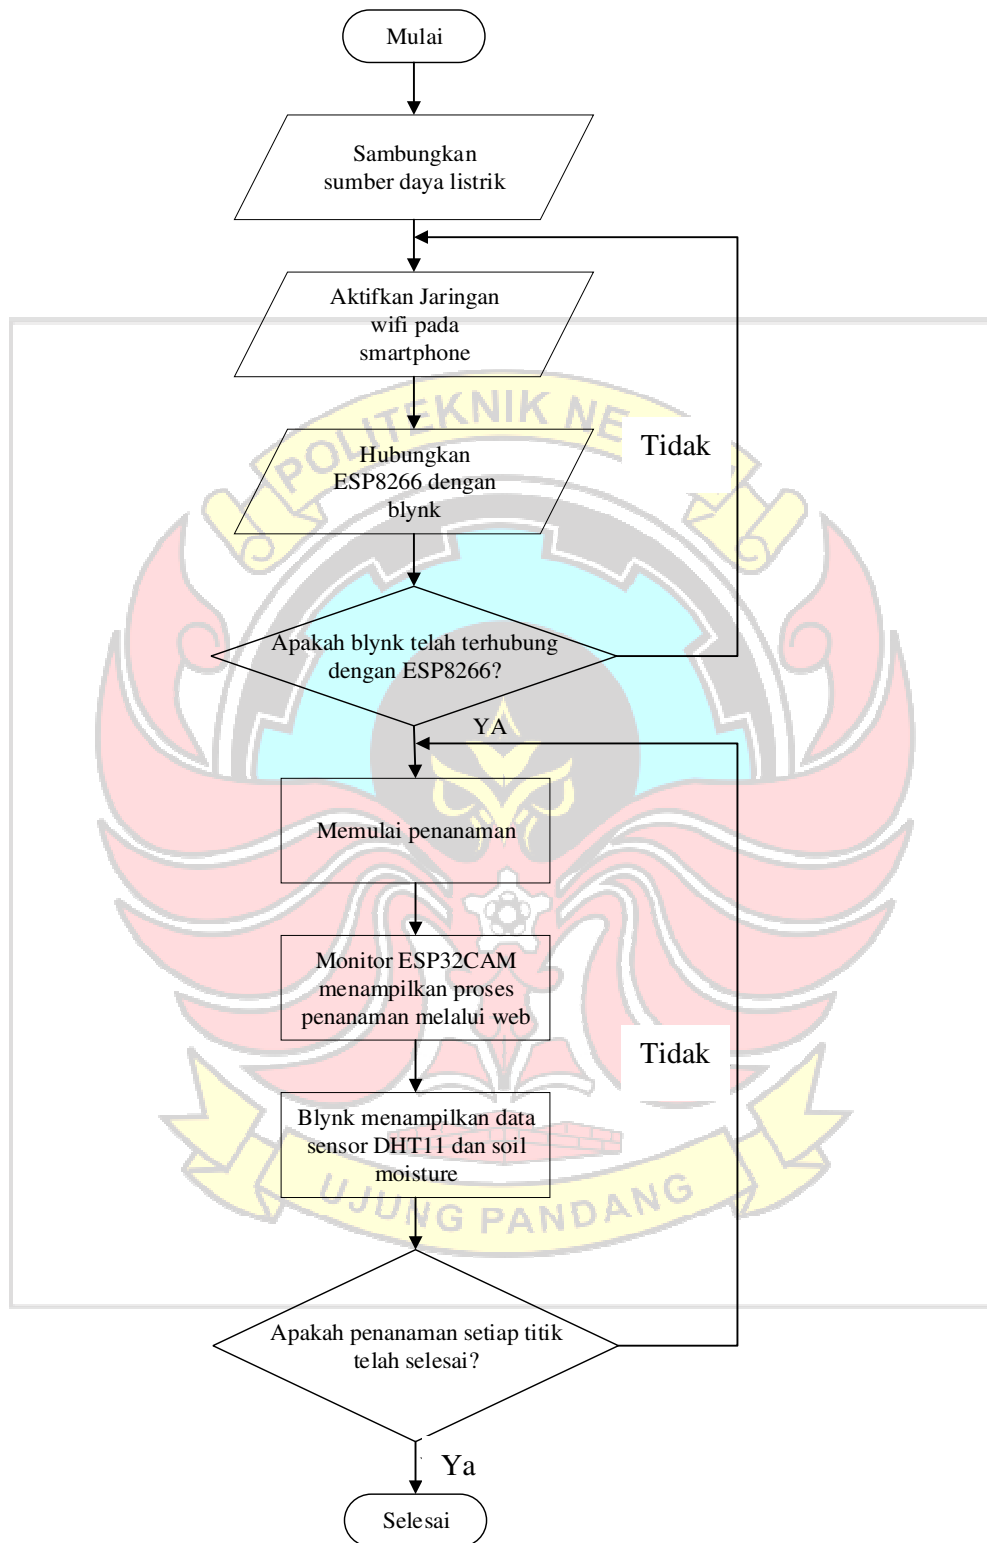 Mulai
Sambungkan
sumber daya listrik
Aktifkan Jaringan
wifi pada
smartphone
POLITEKNIK NE
Tidak
Hubungkan
ESP8266 dengan
blynk
Apakah blynk telah terhubung
dengan ESP8266?
YA
Memulai penanaman
Monitor ESP32CAM
menampilkan proses
penanaman melalui web
Tidak
Blynk menampilkan data
sensor DHT11 dan soil
moisture
UJUNG PANDANG
Apakah penanaman setiap titik
telah selesai?
Ya
Selesai